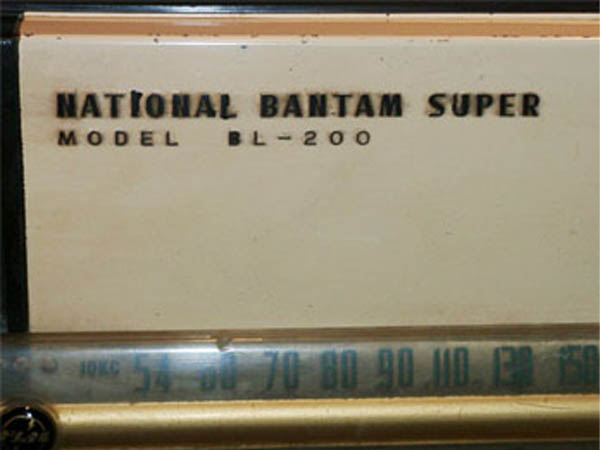 NATIONAL BANTAM SUPER
MODEL BL-200
10KC 54 60 70 80 90 110 130 150